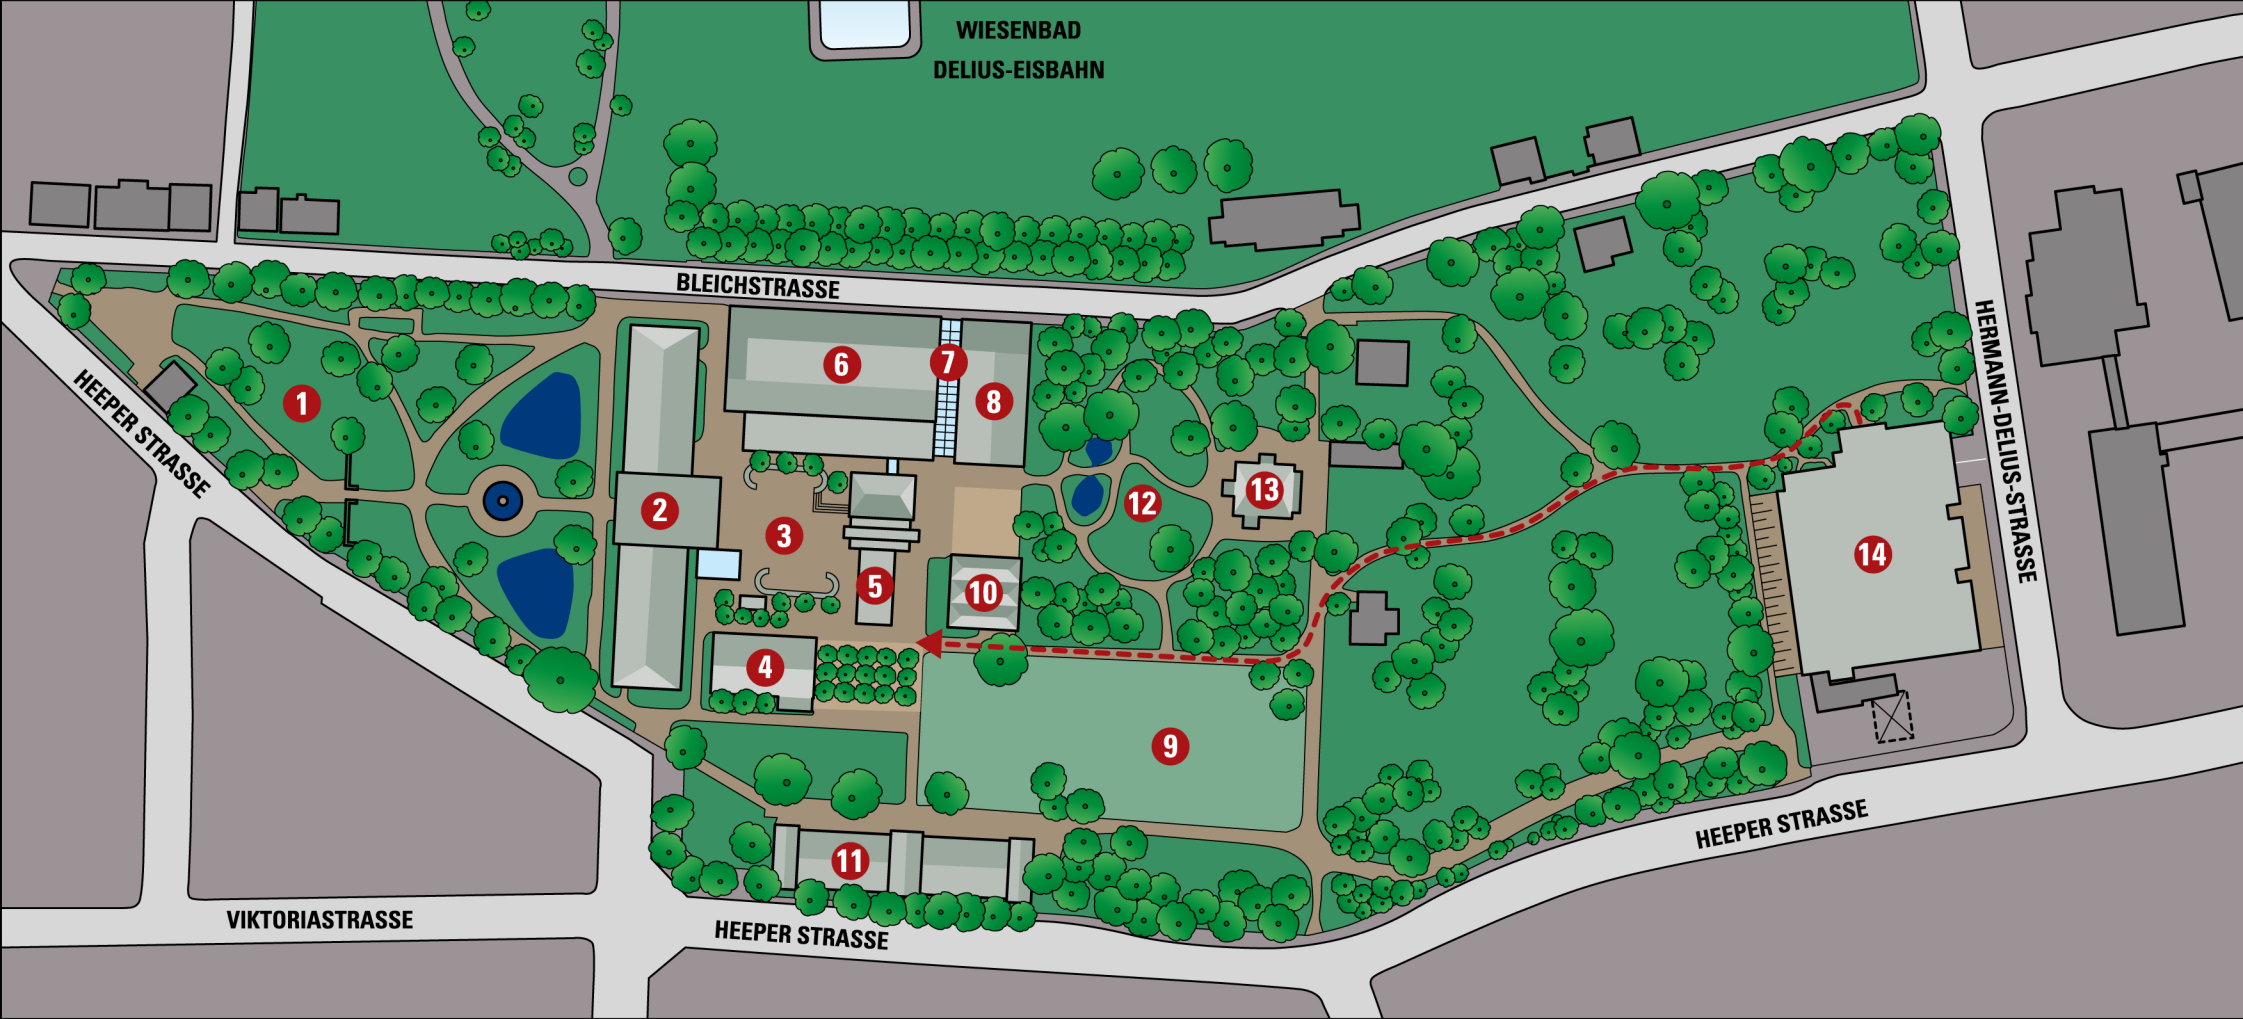 WIESENBAD
DELIUS-EISBAHN
BLEICHSTRASSE
HEEPER STRASSE
HERMANN-DELIUS-STRASSE
1
2
3
4
5
6
7
8
9
10
11
12
13
14
HEEPER STRASSE
VIKTORIASTRASSE
HEEPER STRASSE